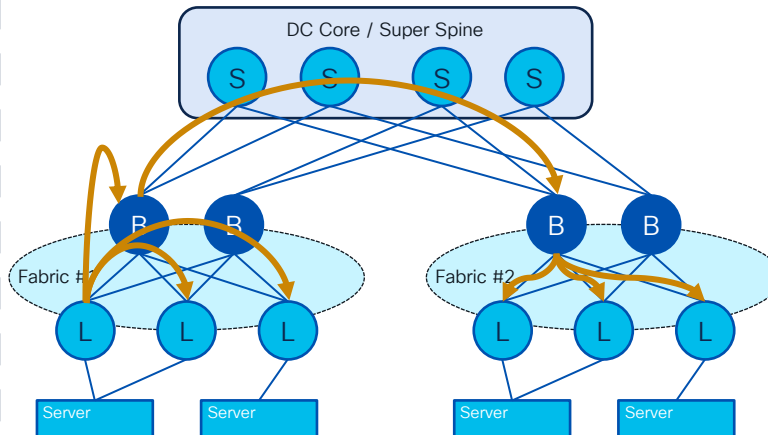 DC Core / Super Spine
S S S S
B B B B
Fabric #1 Fabric #2
L L L L L L
Server Server Server Server